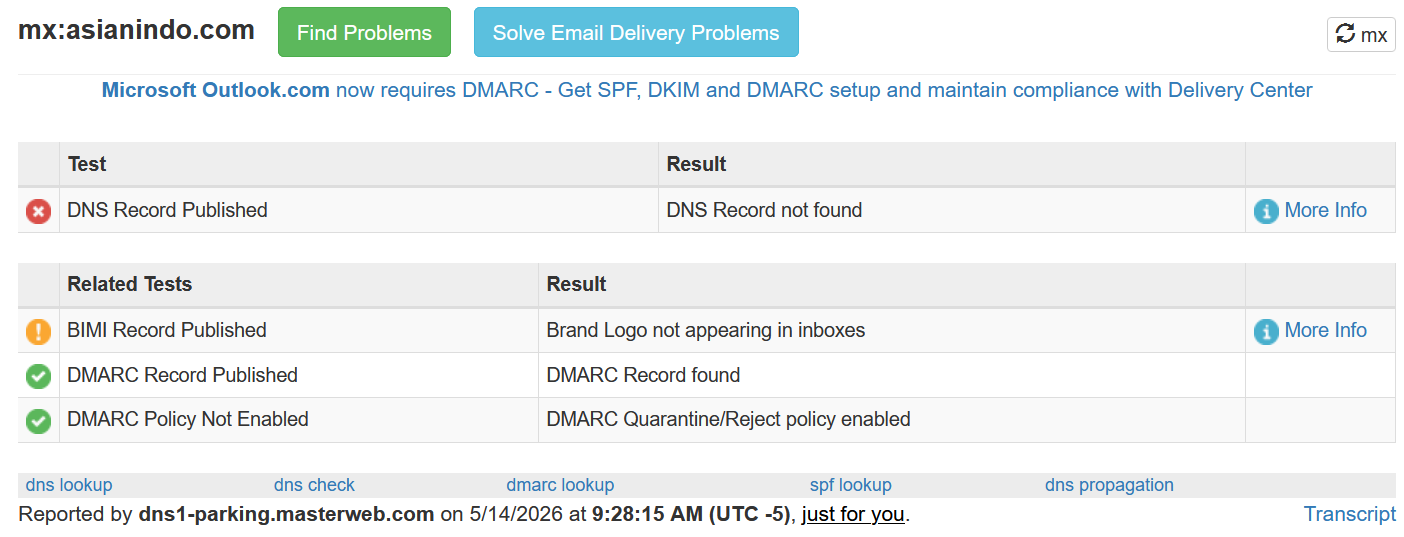 mx:asianindo.com Find Problems Solve Email Delivery Problems mx
Microsoft Outlook.com now requires DMARC - Get SPF, DKIM and DMARC setup and maintain compliance with Delivery Center
Test Result
DNS Record Published DNS Record not found More Info
Related Tests Result
BIMI Record Published Brand Logo not appearing in inboxes More Info
DMARC Record Published DMARC Record found
DMARC Policy Not Enabled DMARC Quarantine/Reject policy enabled
dns lookup dns check dmarc lookup spf lookup dns propagation
Reported by dns1-parking.masterweb.com on 5/14/2026 at 9:28:15 AM (UTC -5), just for you. Transcript